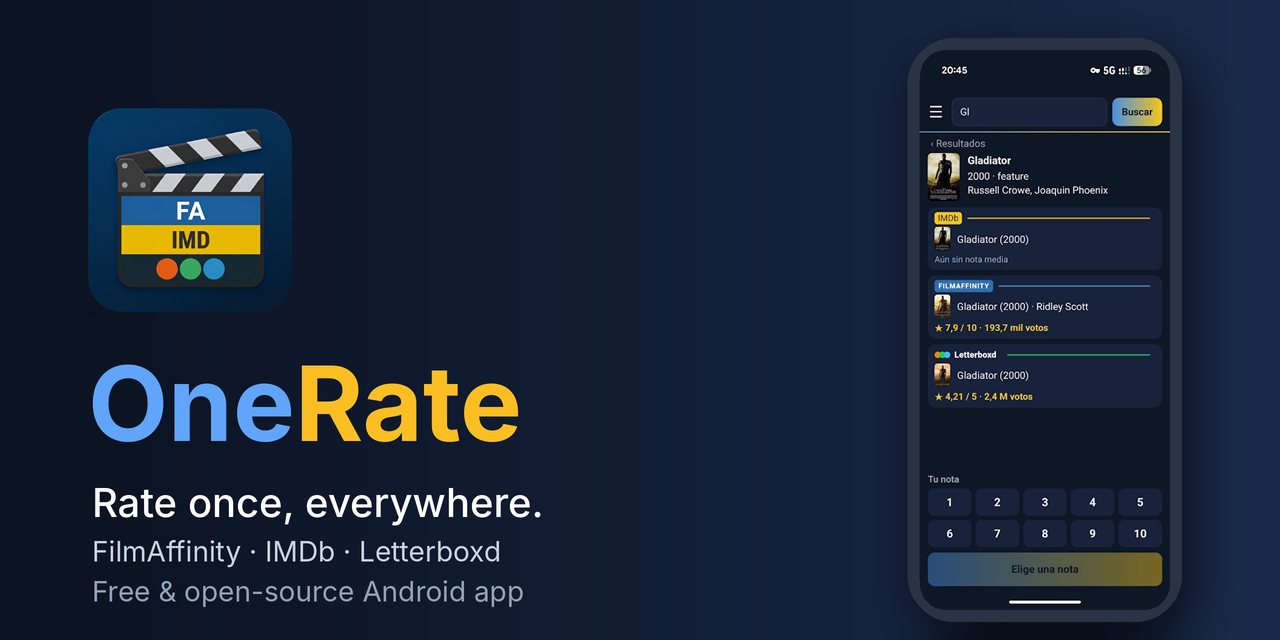 FA
IMD
OneRate
Rate once, everywhere.
FilmAffinity · IMDb · Letterboxd
Free & open-source Android app
20:45
5G
56
Gl
Buscar
‹ Resultados
Gladiator
2000 · feature
Russell Crowe, Joaquin Phoenix
IMDb
Gladiator (2000)
Aún sin nota media
FILMAFFINITY
Gladiator (2000) · Ridley Scott
★ 7,9 / 10 · 193,7 mil votos
Letterboxd
Gladiator (2000)
★ 4,21 / 5 · 2,4 M votos
Tu nota
1 2 3 4 5
6 7 8 9 10
Elige una nota